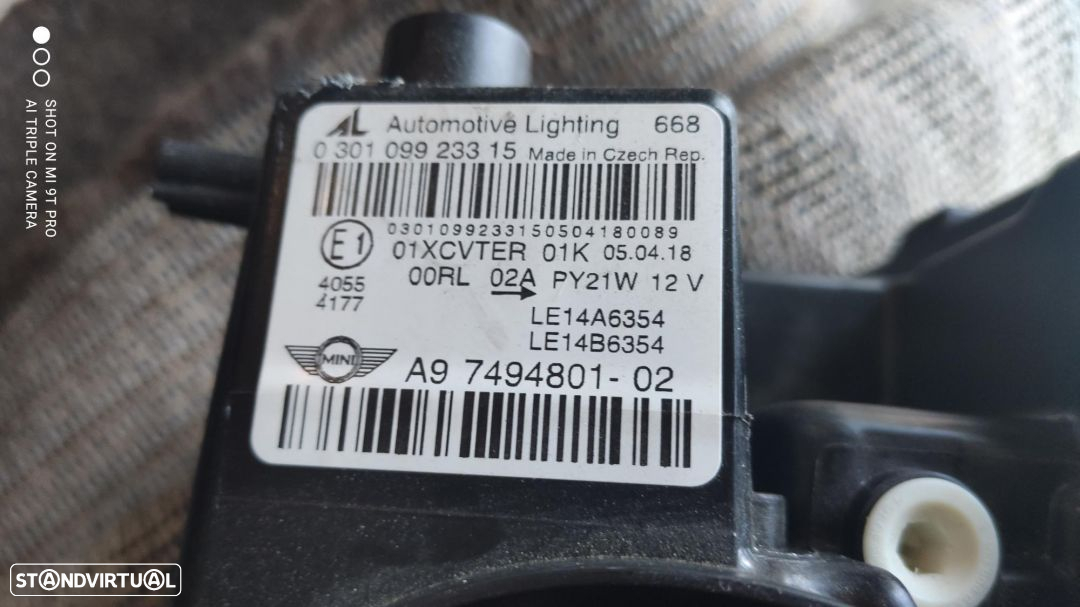 SHOT ON MI 9T PRO
AI TRIPLE CAMERA
AL Automotive Lighting 668
0 301 099 233 15 Made in Czech Rep.
0301099233150504180089
E1 01XCVTER 01K 05.04.18
00RL 02A PY21W 12 V
4055
4177
LE14A6354
LE14B6354
MINI A9 7494801-02
STANDVIRTUAL